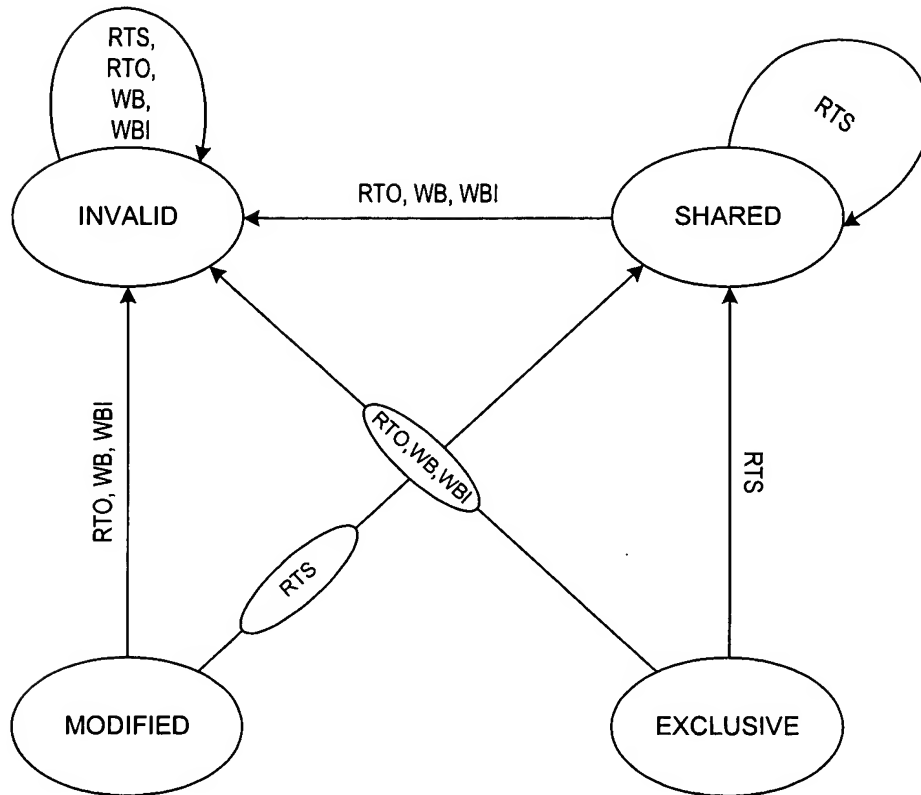 RTS,
RTO,
WB,
WBI
RTS
INVALID
RTO, WB, WBI
SHARED
RTO, WB, WBI
RTO,WB,WBI
RTS
RTS
MODIFIED
EXCLUSIVE